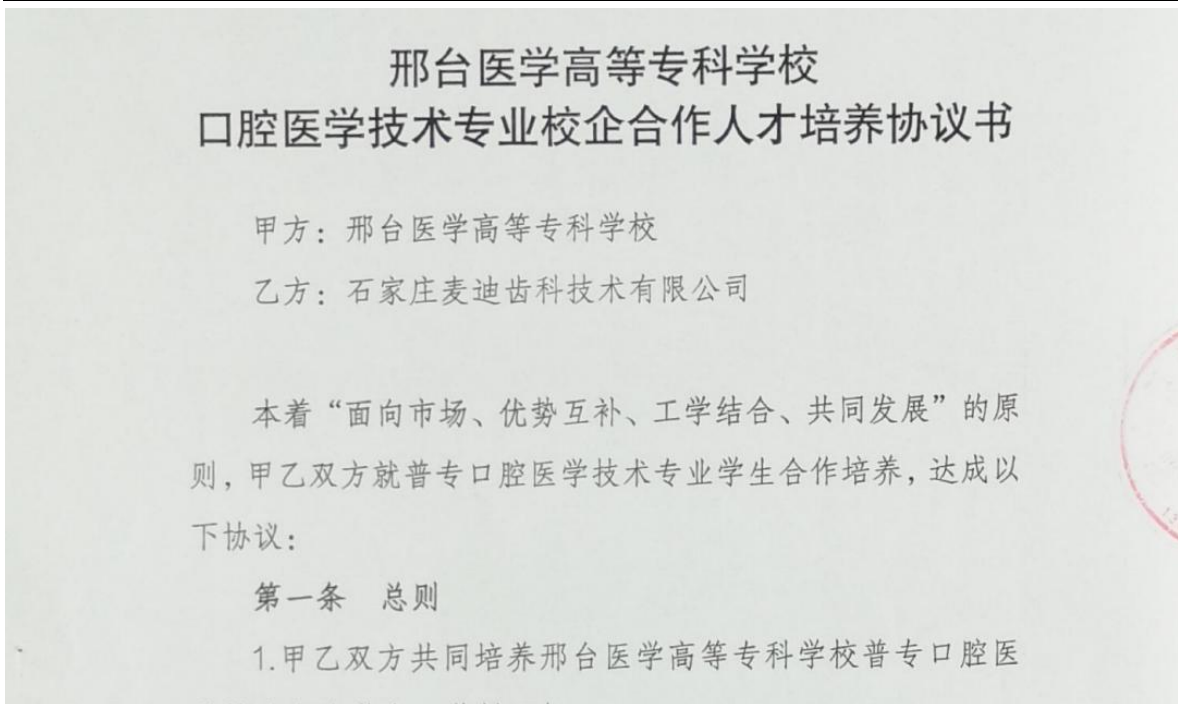 邢台医学高等专科学校
口腔医学技术专业校企合作人才培养协议书
甲方：邢台医学高等专科学校
乙方：石家庄麦迪齿科技术有限公司
本着“面向市场、优势互补、工学结合、共同发展”的原
则，甲乙双方就普专口腔医学技术专业学生合作培养，达成以
下协议：
第一条 总则
1.甲乙双方共同培养邢台医学高等专科学校普专口腔医